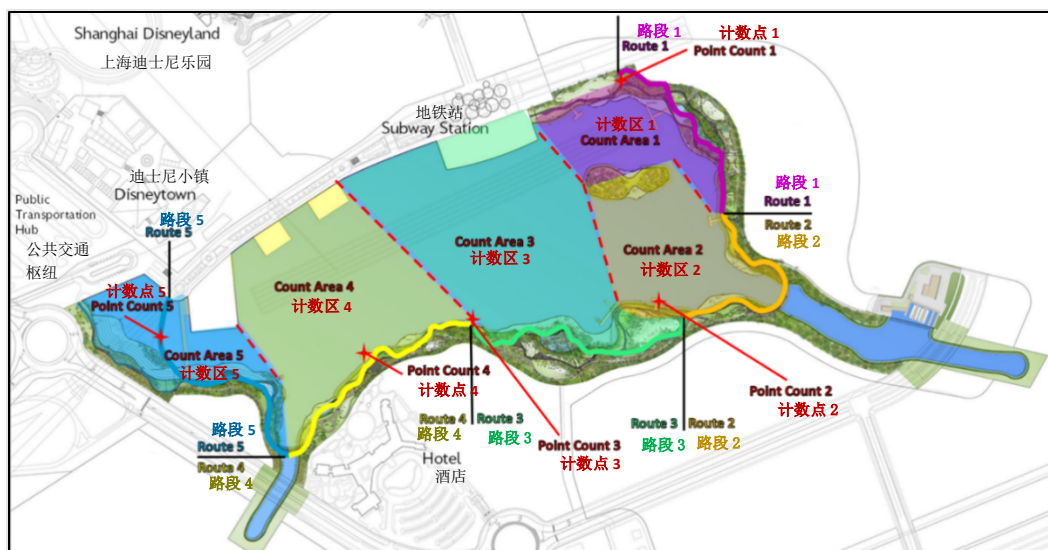 路段 1
Route 1
计数点 1
Point Count 1
Shanghai Disneyland
上海迪士尼乐园
地铁站
Subway Station
计数区 1
Count Area 1
迪士尼小镇
Disneytown
路段 1
Route 1
Route 2
路段 2
Public
Transportation
Hub
公共交通
枢纽
路段 5
Route 5
Count Area 3
计数区 3
Count Area 2
计数区 2
Count Area 4
计数区 4
计数点 5
Point Count 5
Count Area 5
计数区 5
Point Count 4
计数点 4
Point Count 2
计数点 2
路段 5
Route 5
Route 4
路段 4
Route 4
路段 4
Route 3
路段 3
Route 3
路段 3
Route 2
路段 2
Point Count 3
计数点 3
Hotel
酒店